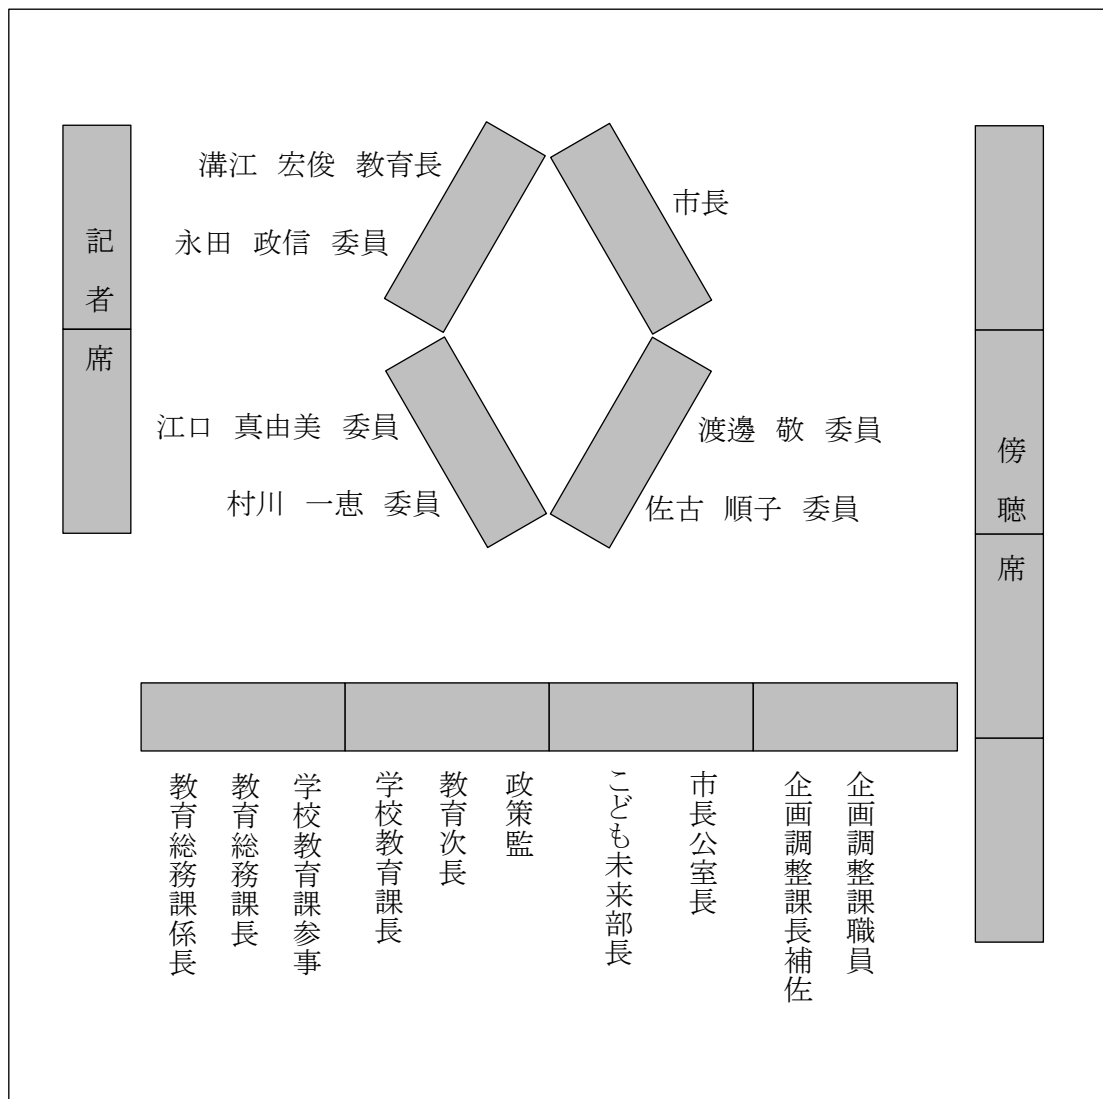 溝江 宏俊 教育長
市長
永田 政信 委員
記者席
江口 真由美 委員
渡邊 敬 委員
村川 一恵 委員
佐古 順子 委員
傍聴席
教育総務課係長
教育総務課長
学校教育課参事
学校教育課長
教育次長
政策監
こども未来部長
市長公室長
企画調整課長補佐
企画調整課職員